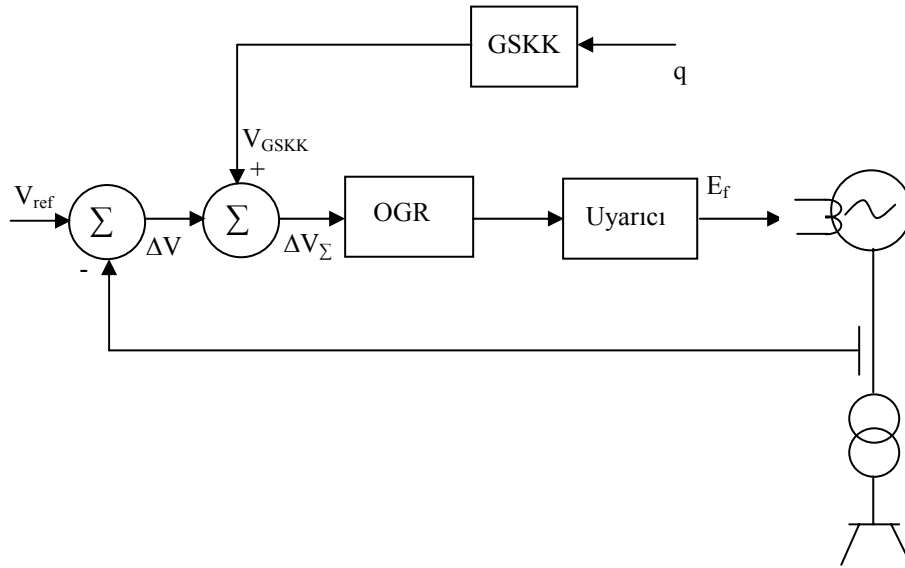 GSKK
q
V_GSKK
+
V_ref
Σ
Σ
OGR
Uyarıcı
E_f
ΔV
ΔV_Σ
-